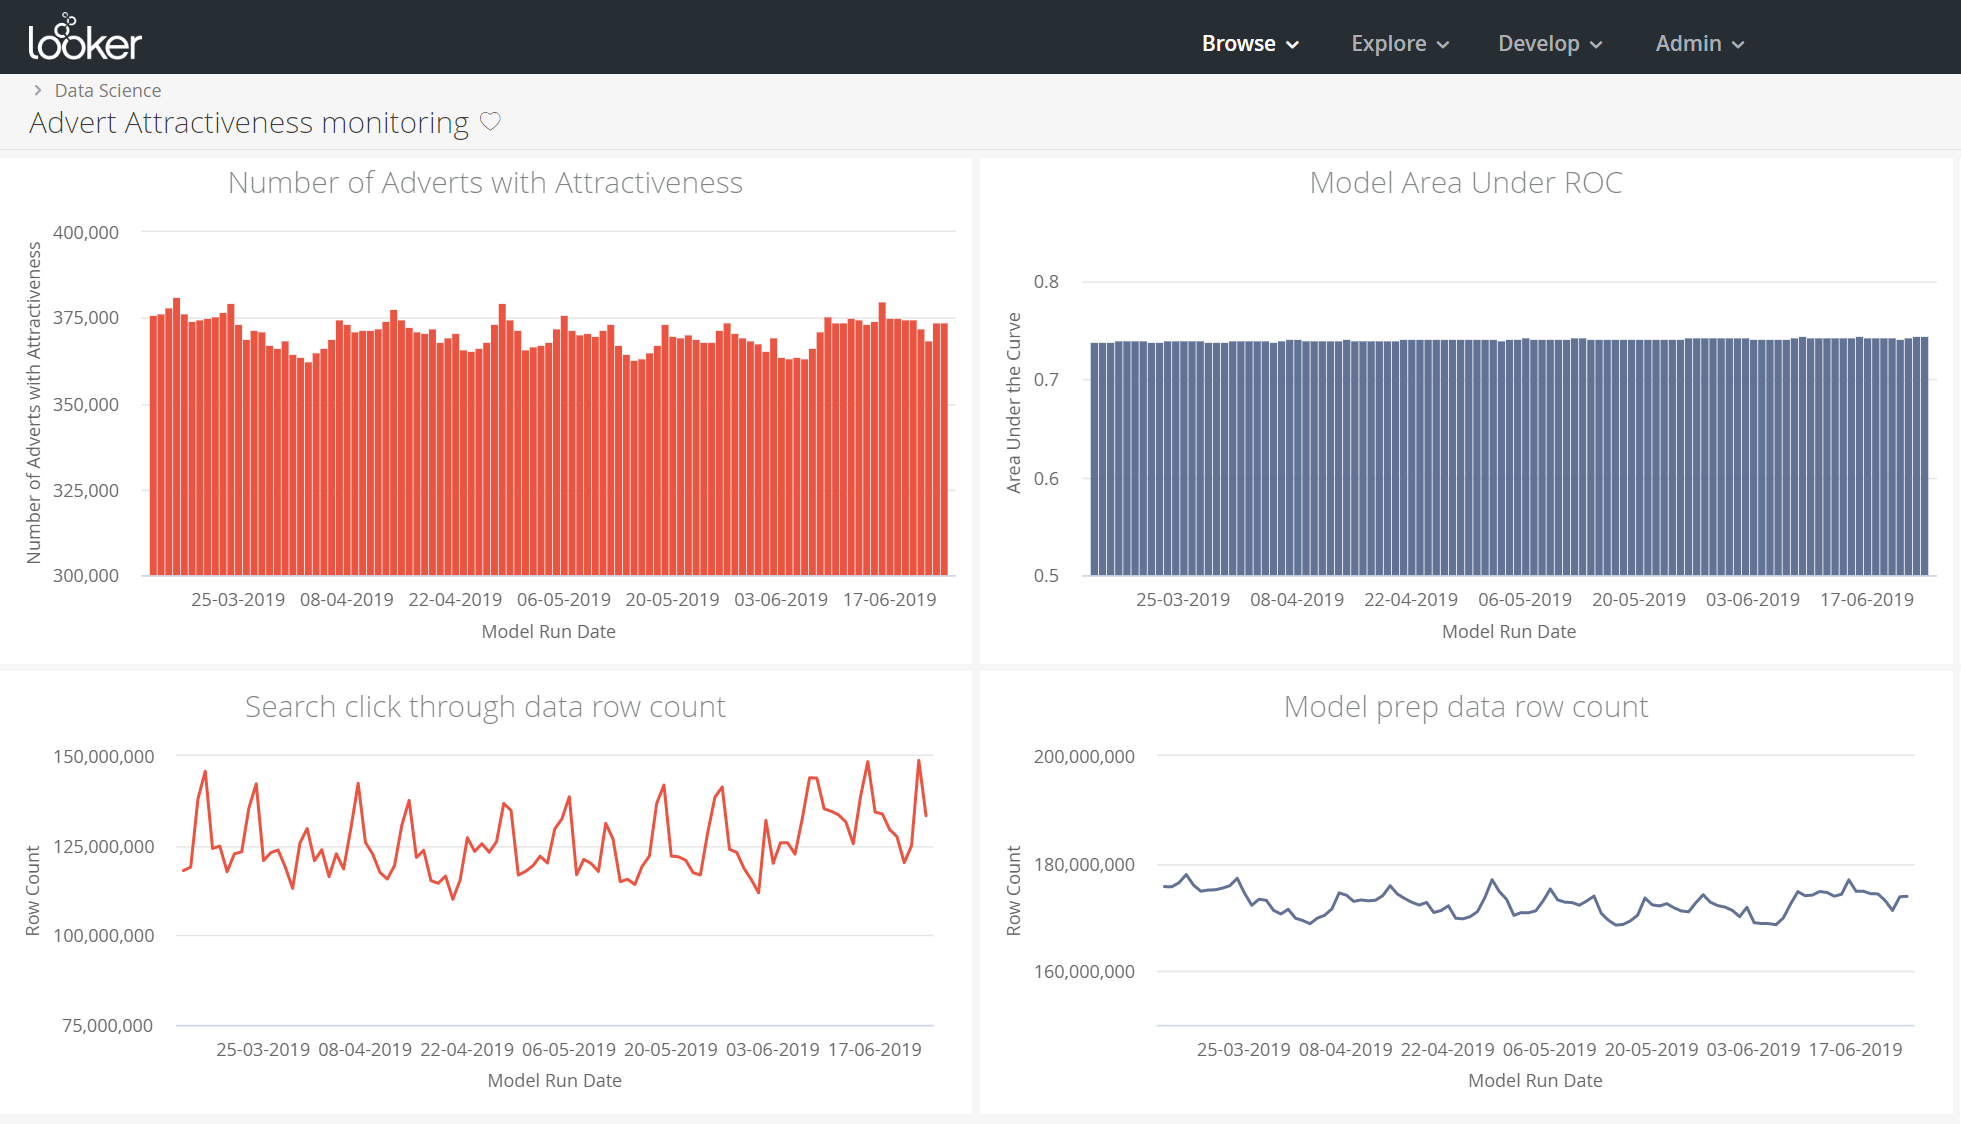 looker
Browse Explore Develop Admin
Data Science
Advert Attractiveness monitoring
Number of Adverts with Attractiveness
Number of Adverts with Attractiveness
400,000
375,000
350,000
325,000
300,000
25-03-2019 08-04-2019 22-04-2019 06-05-2019 20-05-2019 03-06-2019 17-06-2019
Model Run Date
Model Area Under ROC
Area Under the Curve
0.8
0.7
0.6
0.5
25-03-2019 08-04-2019 22-04-2019 06-05-2019 20-05-2019 03-06-2019 17-06-2019
Model Run Date
Search click through data row count
Row Count
150,000,000
125,000,000
100,000,000
75,000,000
25-03-2019 08-04-2019 22-04-2019 06-05-2019 20-05-2019 03-06-2019 17-06-2019
Model Run Date
Model prep data row count
Row Count
200,000,000
180,000,000
160,000,000
25-03-2019 08-04-2019 22-04-2019 06-05-2019 20-05-2019 03-06-2019 17-06-2019
Model Run Date